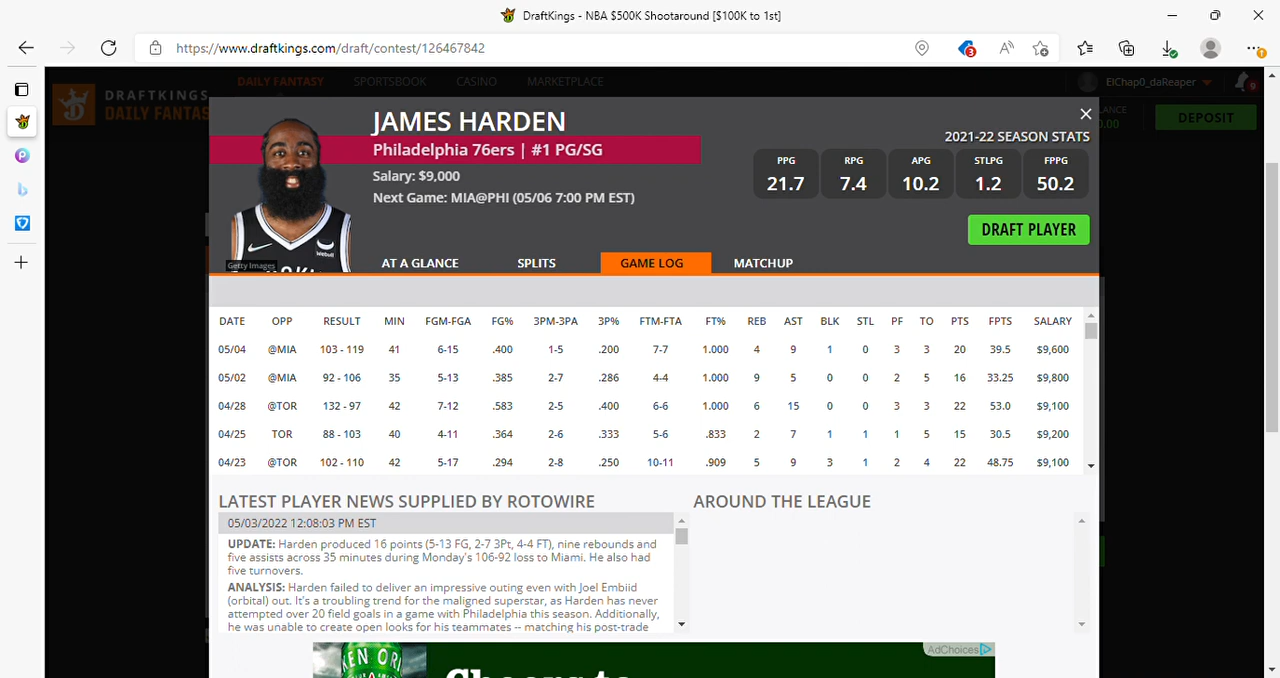 DraftKings - NBA $500K Shootaround [$100K to 1st]
https://www.draftkings.com/draft/contest/126467842
3
DAILY FANTASY SPORTSBOOK CASINO MARKETPLACE
ElChap0_daReaper
9
DRAFTKINGS
DAILY FANTAS
LANCE
0.00
DEPOSIT
JAMES HARDEN
Philadelphia 76ers | #1 PG/SG
Salary: $9,000
Next Game: MIA@PHI (05/06 7:00 PM EST)
2021-22 SEASON STATS
PPG RPG APG STLPG FPPG
21.7 7.4 10.2 1.2 50.2
DRAFT PLAYER
Getty Images
AT A GLANCE SPLITS GAME LOG MATCHUP
DATE OPP RESULT MIN FGM-FGA FG% 3PM-3PA 3P% FTM-FTA FT% REB AST BLK STL PF TO PTS FPTS SALARY
05/04 @MIA 103 - 119 41 6-15 .400 1-5 .200 7-7 1.000 4 9 1 0 3 3 20 39.5 $9,600
05/02 @MIA 92 - 106 35 5-13 .385 2-7 .286 4-4 1.000 9 5 0 0 2 5 16 33.25 $9,800
04/28 @TOR 132 - 97 42 7-12 .583 2-5 .400 6-6 1.000 6 15 0 0 3 3 22 53.0 $9,100
04/25 TOR 88 - 103 40 4-11 .364 2-6 .333 5-6 .833 2 7 1 1 1 5 15 30.5 $9,200
04/23 @TOR 102 - 110 42 5-17 .294 2-8 .250 10-11 .909 5 9 3 1 2 4 22 48.75 $9,100
LATEST PLAYER NEWS SUPPLIED BY ROTOWIRE
05/03/2022 12:08:03 PM EST
UPDATE: Harden produced 16 points (5-13 FG, 2-7 3Pt, 4-4 FT), nine rebounds and
five assists across 35 minutes during Monday's 106-92 loss to Miami. He also had
five turnovers.
ANALYSIS: Harden failed to deliver an impressive outing even with Joel Embiid
(orbital) out. It's a troubling trend for the maligned superstar, as Harden has never
attempted over 20 field goals in a game with Philadelphia this season. Additionally,
he was unable to create open looks for his teammates -- matching his post-trade
AROUND THE LEAGUE
AdChoices
KEN ORI
Cheers to